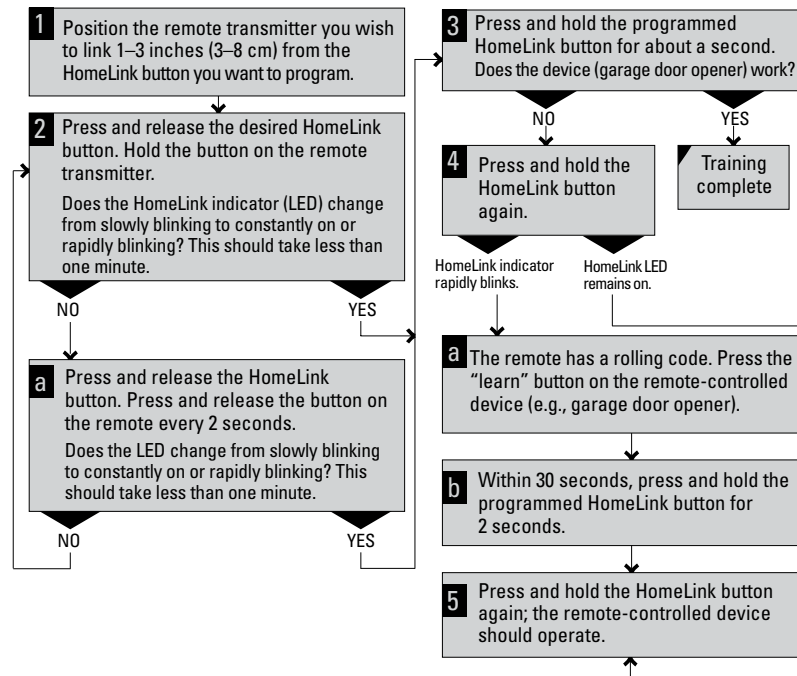 1 Position the remote transmitter you wish
to link 1–3 inches (3–8 cm) from the
HomeLink button you want to program.
2 Press and release the desired HomeLink
button. Hold the button on the remote
transmitter.
Does the HomeLink indicator (LED) change
from slowly blinking to constantly on or
rapidly blinking? This should take less than
one minute.
NO YES
a Press and release the HomeLink
button. Press and release the button on
the remote every 2 seconds.
Does the LED change from slowly blinking
to constantly on or rapidly blinking? This
should take less than one minute.
NO YES
3 Press and hold the programmed
HomeLink button for about a second.
Does the device (garage door opener) work?
NO YES
4 Press and hold the
HomeLink button
again.
Training
complete
HomeLink indicator
rapidly blinks.
HomeLink LED
remains on.
a The remote has a rolling code. Press the
“learn” button on the remote-controlled
device (e.g., garage door opener).
b Within 30 seconds, press and hold the
programmed HomeLink button for
2 seconds.
5 Press and hold the HomeLink button
again; the remote-controlled device
should operate.